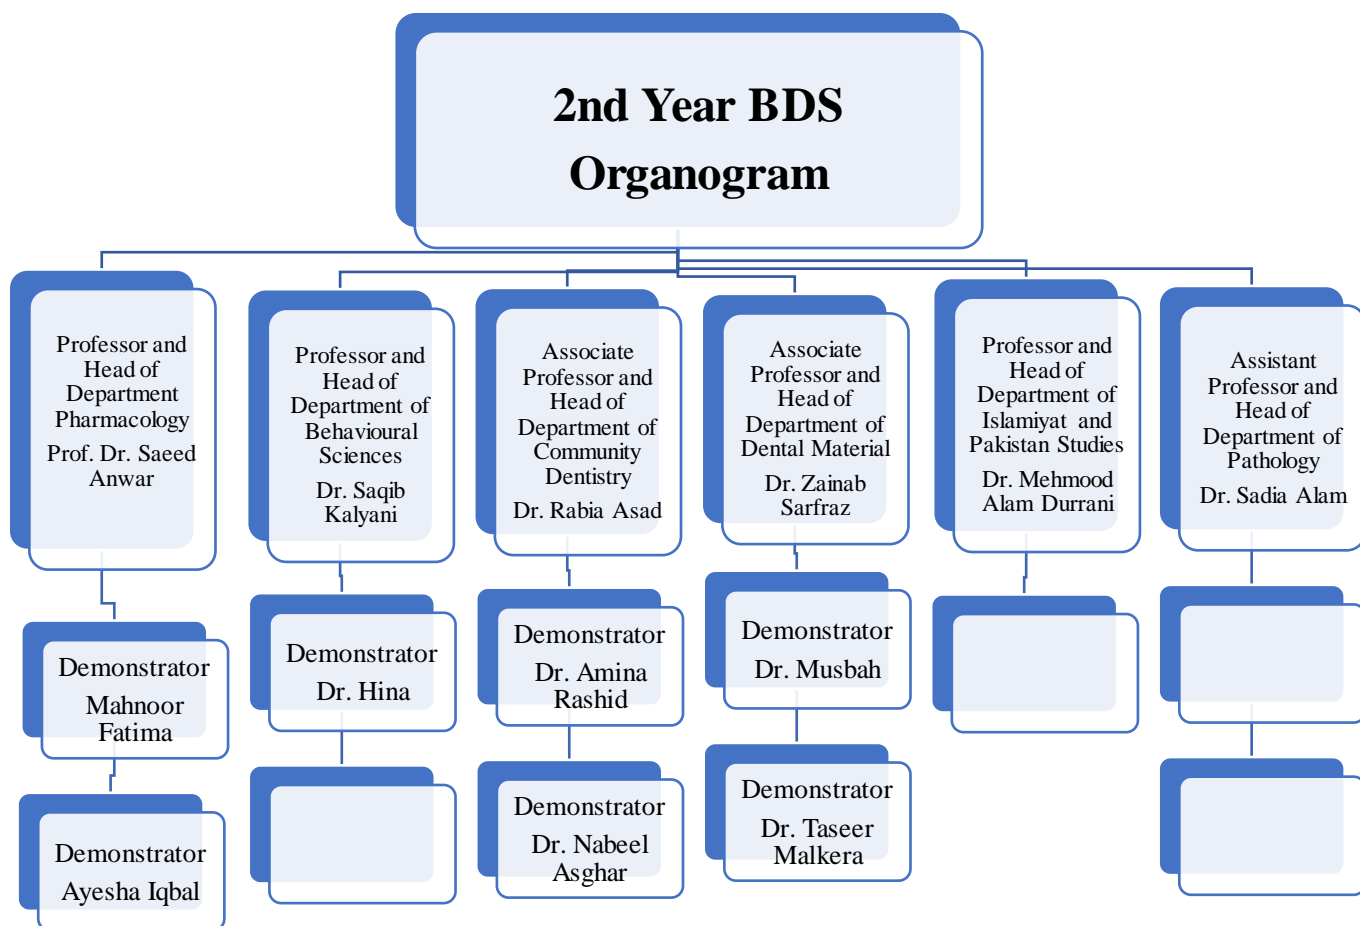 2nd Year BDS
Organogram
Professor and
Head of
Department
Pharmacology
Prof. Dr. Saeed
Anwar
Professor and
Head of
Department of
Behavioural
Sciences
Dr. Saqib
Kalyani
Associate
Professor and
Head of
Department of
Community
Dentistry
Dr. Rabia Asad
Associate
Professor and
Head of
Department of
Dental Material
Dr. Zainab
Sarfraz
Professor and
Head of
Department of
Islamiyat and
Pakistan Studies
Dr. Mehmood
Alam Durrani
Assistant
Professor and
Head of
Department of
Pathology
Dr. Sadia Alam
Demonstrator
Mahnoor
Fatima
Demonstrator
Dr. Hina
Demonstrator
Dr. Amina
Rashid
Demonstrator
Dr. Musbah
Demonstrator
Ayesha Iqbal
Demonstrator
Dr. Nabeel
Asghar
Demonstrator
Dr. Taseer
Malkera